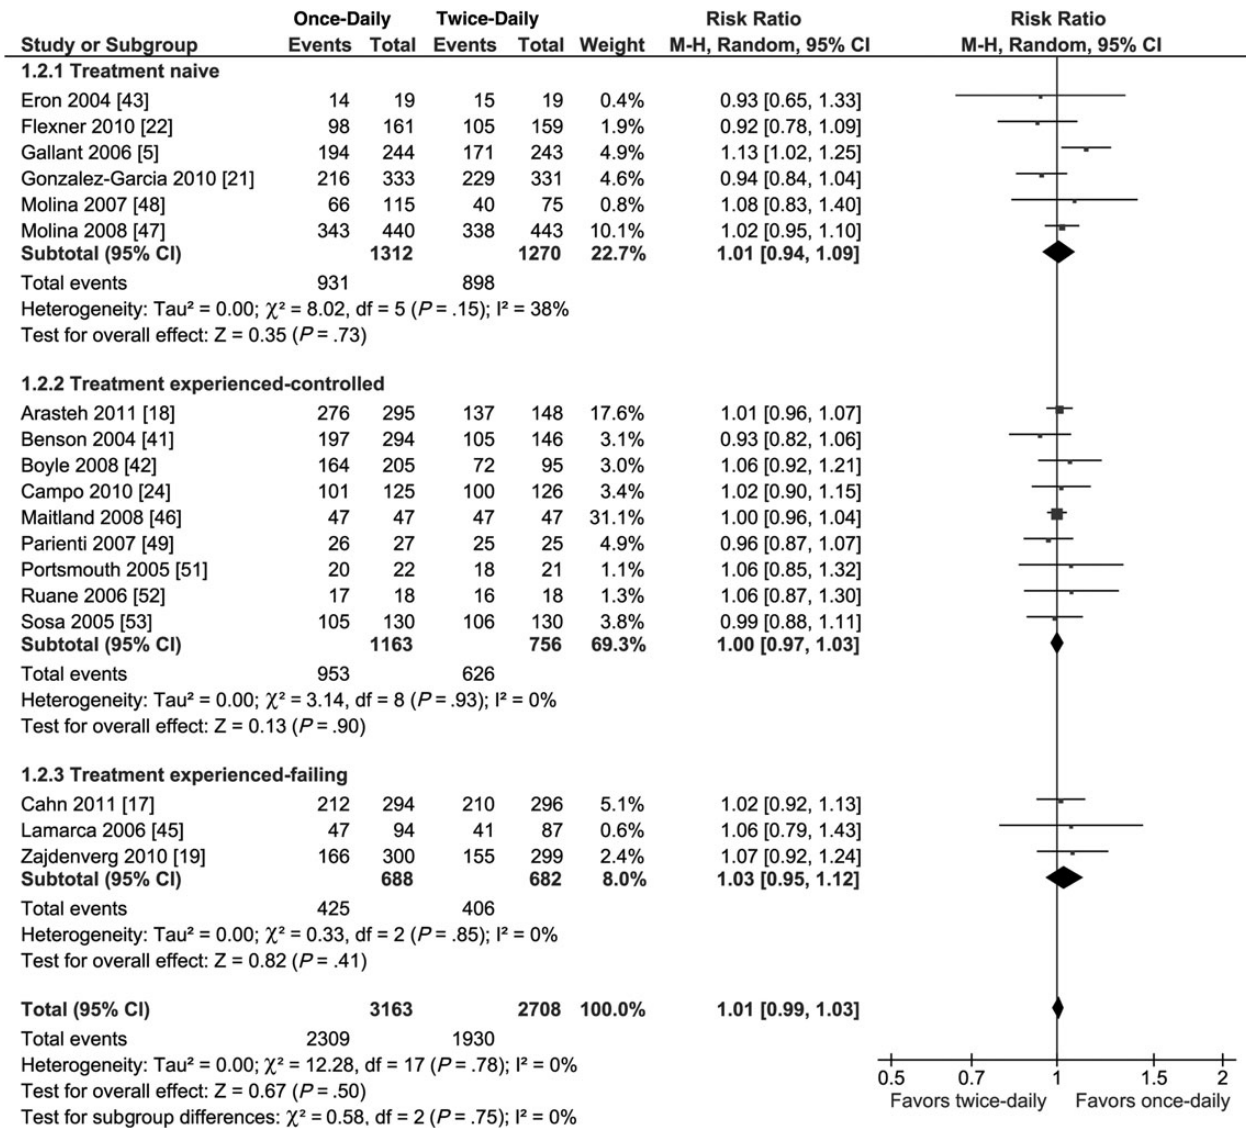 Once-Daily Twice-Daily Risk Ratio Risk Ratio
Study or Subgroup Events Total Events Total Weight M-H, Random, 95% CI M-H, Random, 95% CI
1.2.1 Treatment naive
Eron 2004 [43] 14 19 15 19 0.4% 0.93 [0.65, 1.33]
Flexner 2010 [22] 98 161 105 159 1.9% 0.92 [0.78, 1.09]
Gallant 2006 [5] 194 244 171 243 4.9% 1.13 [1.02, 1.25]
Gonzalez-Garcia 2010 [21] 216 333 229 331 4.6% 0.94 [0.84, 1.04]
Molina 2007 [48] 66 115 40 75 0.8% 1.08 [0.83, 1.40]
Molina 2008 [47] 343 440 338 443 10.1% 1.02 [0.95, 1.10]
Subtotal (95% CI) 1312 1270 22.7% 1.01 [0.94, 1.09]
Total events 931 898
Heterogeneity: Tau² = 0.00; χ² = 8.02, df = 5 (P = .15); I² = 38%
Test for overall effect: Z = 0.35 (P = .73)
1.2.2 Treatment experienced-controlled
Arasteh 2011 [18] 276 295 137 148 17.6% 1.01 [0.96, 1.07]
Benson 2004 [41] 197 294 105 146 3.1% 0.93 [0.82, 1.06]
Boyle 2008 [42] 164 205 72 95 3.0% 1.06 [0.92, 1.21]
Campo 2010 [24] 101 125 100 126 3.4% 1.02 [0.90, 1.15]
Maitland 2008 [46] 47 47 47 47 31.1% 1.00 [0.96, 1.04]
Parienti 2007 [49] 26 27 25 25 4.9% 0.96 [0.87, 1.07]
Portsmouth 2005 [51] 20 22 18 21 1.1% 1.06 [0.85, 1.32]
Ruane 2006 [52] 17 18 16 18 1.3% 1.06 [0.87, 1.30]
Sosa 2005 [53] 105 130 106 130 3.8% 0.99 [0.88, 1.11]
Subtotal (95% CI) 1163 756 69.3% 1.00 [0.97, 1.03]
Total events 953 626
Heterogeneity: Tau² = 0.00; χ² = 3.14, df = 8 (P = .93); I² = 0%
Test for overall effect: Z = 0.13 (P = .90)
1.2.3 Treatment experienced-failing
Cahn 2011 [17] 212 294 210 296 5.1% 1.02 [0.92, 1.13]
Lamarca 2006 [45] 47 94 41 87 0.6% 1.06 [0.79, 1.43]
Zajdenverg 2010 [19] 166 300 155 299 2.4% 1.07 [0.92, 1.24]
Subtotal (95% CI) 688 682 8.0% 1.03 [0.95, 1.12]
Total events 425 406
Heterogeneity: Tau² = 0.00; χ² = 0.33, df = 2 (P = .85); I² = 0%
Test for overall effect: Z = 0.82 (P = .41)
Total (95% CI) 3163 2708 100.0% 1.01 [0.99, 1.03]
Total events 2309 1930
Heterogeneity: Tau² = 0.00; χ² = 12.28, df = 17 (P = .78); I² = 0%
Test for overall effect: Z = 0.67 (P = .50)
Test for subgroup differences: χ² = 0.58, df = 2 (P = .75); I² = 0%
0.5 0.7 1 1.5 2
Favors twice-daily Favors once-daily